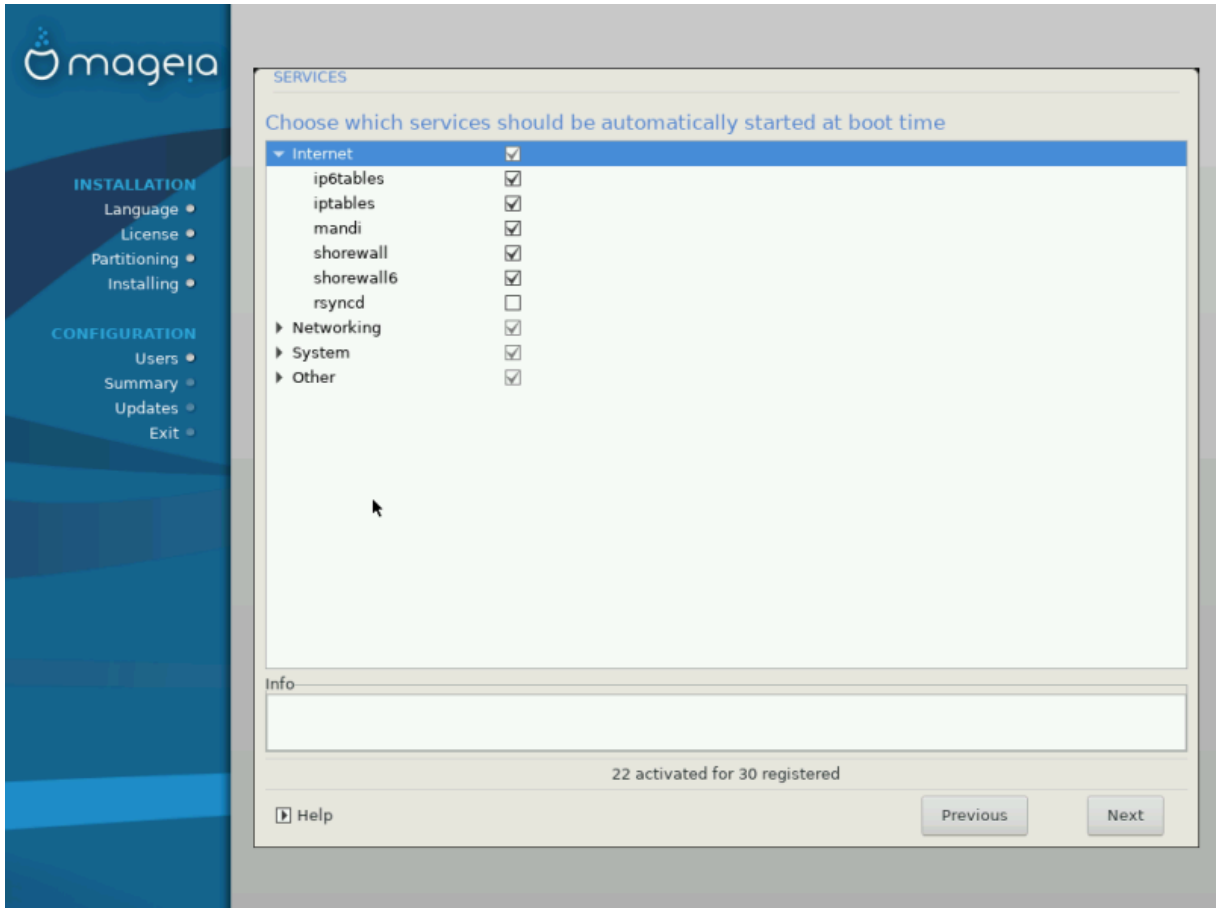 mageia
INSTALLATION
Language
License
Partitioning
Installing
CONFIGURATION
Users
Summary
Updates
Exit
SERVICES
Choose which services should be automatically started at boot time
Internet
ip6tables
iptables
mandi
shorewall
shorewall6
rsyncd
Networking
System
Other
Info
22 activated for 30 registered
Help
Previous
Next